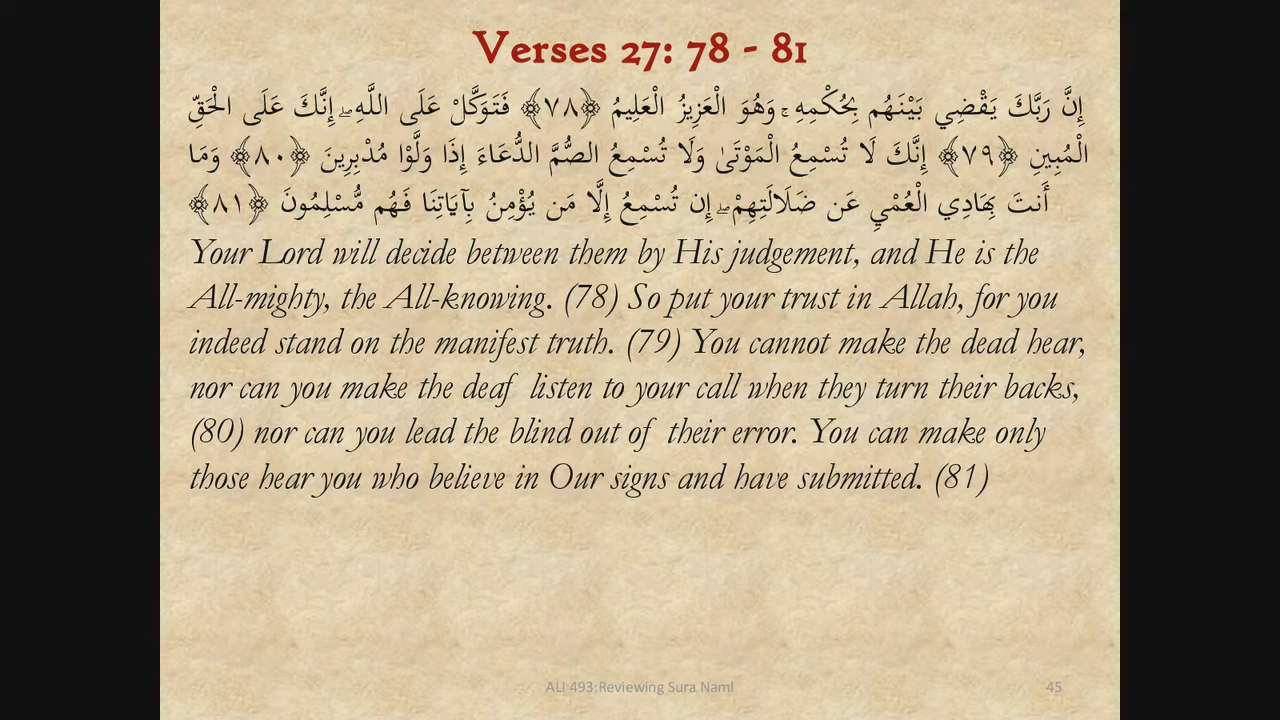 Verses 27: 78 - 81
إِنَّ رَبَّكَ يَقْضِي بَيْنَهُم بِحُكْمِهِ ۚ وَهُوَ الْعَزِيزُ الْعَلِيمُ ﴿٧٨﴾ فَتَوَكَّلْ عَلَى اللَّهِ ۖ إِنَّكَ عَلَى الْحَقِّ
الْمُبِينِ ﴿٧٩﴾ إِنَّكَ لَا تُسْمِعُ الْمَوْتَىٰ وَلَا تُسْمِعُ الصُّمَّ الدُّعَاءَ إِذَا وَلَّوْا مُدْبِرِينَ ﴿٨٠﴾ وَمَا
أَنتَ بِهَادِي الْعُمْيِ عَن ضَلَالَتِهِمْ ۖ إِن تُسْمِعُ إِلَّا مَن يُؤْمِنُ بِآيَاتِنَا فَهُم مُّسْلِمُونَ ﴿٨١﴾
Your Lord will decide between them by His judgement, and He is the
All-mighty, the All-knowing. (78) So put your trust in Allah, for you
indeed stand on the manifest truth. (79) You cannot make the dead hear,
nor can you make the deaf listen to your call when they turn their backs,
(80) nor can you lead the blind out of their error. You can make only
those hear you who believe in Our signs and have submitted. (81)
ALI 493:Reviewing Sura Naml
45